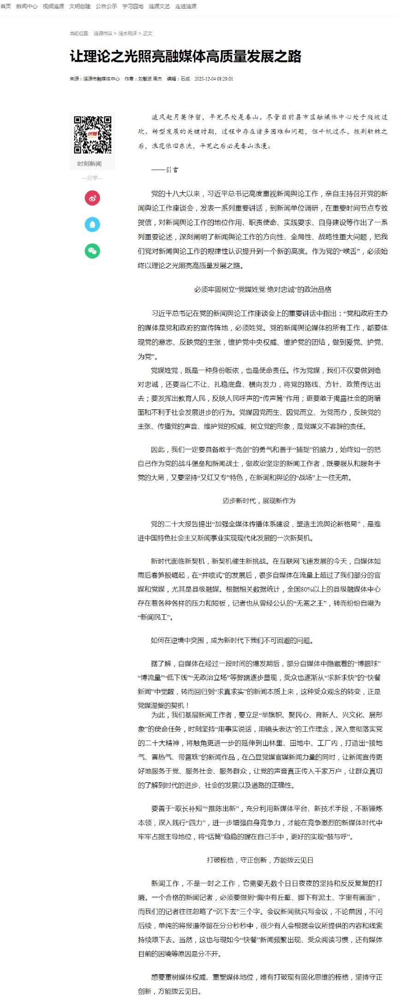 首页 新闻中心 视频涟源 文明创建 公告公示 学习园地 涟源文艺 走进涟源
当前位置: 涟源市站 > 涟水网评 > 正文
让理论之光照亮融媒体高质量发展之路
来源：涟源市融媒体中心 作者：刘智波 周杰 编辑：石成 2023-12-04 08:29:01
时刻新闻
—分享—
追风赶月莫停留，平芜尽处是春山。尽管目前县市区融媒体中心处于爬坡过
坎、转型发展的关键时期，过程中存在诸多困难和问题，但千帆过尽、披荆斩棘之
后，浪花依旧东流，平芜之后必是春山浪漫。
——引言
党的十八大以来，习近平总书记高度重视新闻舆论工作，亲自主持召开党的新
闻舆论工作座谈会，发表一系列重要讲话，到新闻单位调研，在重要时间节点专致
贺信，对新闻舆论工作的地位作用、职责使命、实践要求、自身建设等作出了一系
列重要论述，深刻阐明了新闻舆论工作的方向性、全局性、战略性重大问题，把我
们党对新闻舆论工作的规律性认识提升到一个新的高度。作为党的“喉舌”，必须始
终以理论之光照亮高质量发展之路。
必须牢固树立“党媒姓党 绝对忠诚”的政治品格
习近平总书记在党的新闻舆论工作座谈会上的重要讲话中指出：“党和政府主办
的媒体是党和政府的宣传阵地，必须姓党。党的新闻舆论媒体的所有工作，都要体
现党的意志、反映党的主张，维护党中央权威、维护党的团结，做到爱党、护党、
为党”。
党媒姓党，既是一种身份皈依，也是使命责任。作为党媒，我们不仅要做到绝
对忠诚，还要当仁不让、扎稳底盘、横向发力，将党的路线、方针、政策传达出
去；要发挥出教育人民，反映人民呼声的“传声筒”作用；更要敢于揭露社会的阴暗
面和不利于社会发展进步的行为。党媒因党而生、因党而立、为党而办，反映党的
主张、传播党的声音、维护党的权威、树立党的形象，是党媒义不容辞的责任。
因此，我们一定要具备敢于“亮剑”的勇气和善于“捕捉”的脑力，始终如一的把
自己作为党的战斗堡垒和新闻战士，做政治坚定的新闻工作者，既要服从和服务于
党的大局，又要坚持“又红又专”特色，在新闻和舆论的“战场”上一往无前。
迈步新时代，展现新作为
党的二十大报告提出“加强全媒体传播体系建设，塑造主流舆论新格局”，是推
进中国特色社会主义新闻事业实现现代化发展的一次新契机。
新时代面临新契机，新契机催生新挑战。在互联网飞速发展的今天，自媒体如
雨后春笋般崛起，在“井喷式”的发展后，很多自媒体在流量上超过了我们部分的官
媒和党媒，尤其是县级融媒。根据相关数据统计，全国80%以上的县级融媒体中心
存在着各种各样的压力和短板，记者也从曾经公认的“无冕之王”，转而纷纷自嘲为
“新闻民工”。
如何在逆境中突围，成为新时代下我们不可回避的问题。
据了解，自媒体在经过一段时间的爆发期后，部分自媒体中隐藏着的“博眼球”
“博流量”“低下线”“无政治立场”等弊端逐步显现，受众也逐渐从“求新求快”的“快餐
新闻”中觉醒，转而回归到“求真求实”的新闻本质上来，这种受众观念的转变，正是
党媒涅槃的契机！
为此，我们基层新闻工作者，要立足“举旗帜、聚民心、育新人、兴文化、展形
象”的使命任务，时刻坚持“用事实说话，用镜头表达”的工作理念，深入贯彻落实党
的二十大精神，将触角更进一步的延伸到山林里、田地中、工厂内，打造出“接地
气、冒热气、带露珠”的新闻作品，在凸显党媒官媒新闻力量的同时，让新闻宣传更
好地服务于党、服务社会、服务群众，让党的声音真正传入千家万户，让群众真切
的了解到时代的进步、社会的发展以及道路的正确性。
要善于“取长补短”“推陈出新”，充分利用新媒体平台、新技术手段，不断锤炼
本领，深入践行“四力”，进一步增强自身竞争力，才能在竞争激烈的新媒体时代中
牢牢占据主导地位，将“话筒”稳稳的握在自己手中，更好的实现“鼓与呼”。
打破桎梏，守正创新，方能拨云见日
新闻工作，不是一时之工作，它需要无数个日日夜夜的坚持和反反复复的打
磨。一个合格的新闻记者，必须要做到“胸中有丘壑、脚下有泥土、字里有画面”，
而我们的记者往往忽略了“沉下去”三个字。会议新闻就只写会议，不论前因，不问
后续，单纯的将报道停留在分分秒秒中，很少有人会根据会议所提供的内容和线索
持续跟下去。当然，这也与现如今“快餐”新闻频繁出现、受众阅读习惯，还有媒体
目前的困境等原因是分不开。
想要重树媒体权威、重塑媒体地位，唯有打破现有固化思维的桎梏，坚持守正
创新，方能拨云见日。